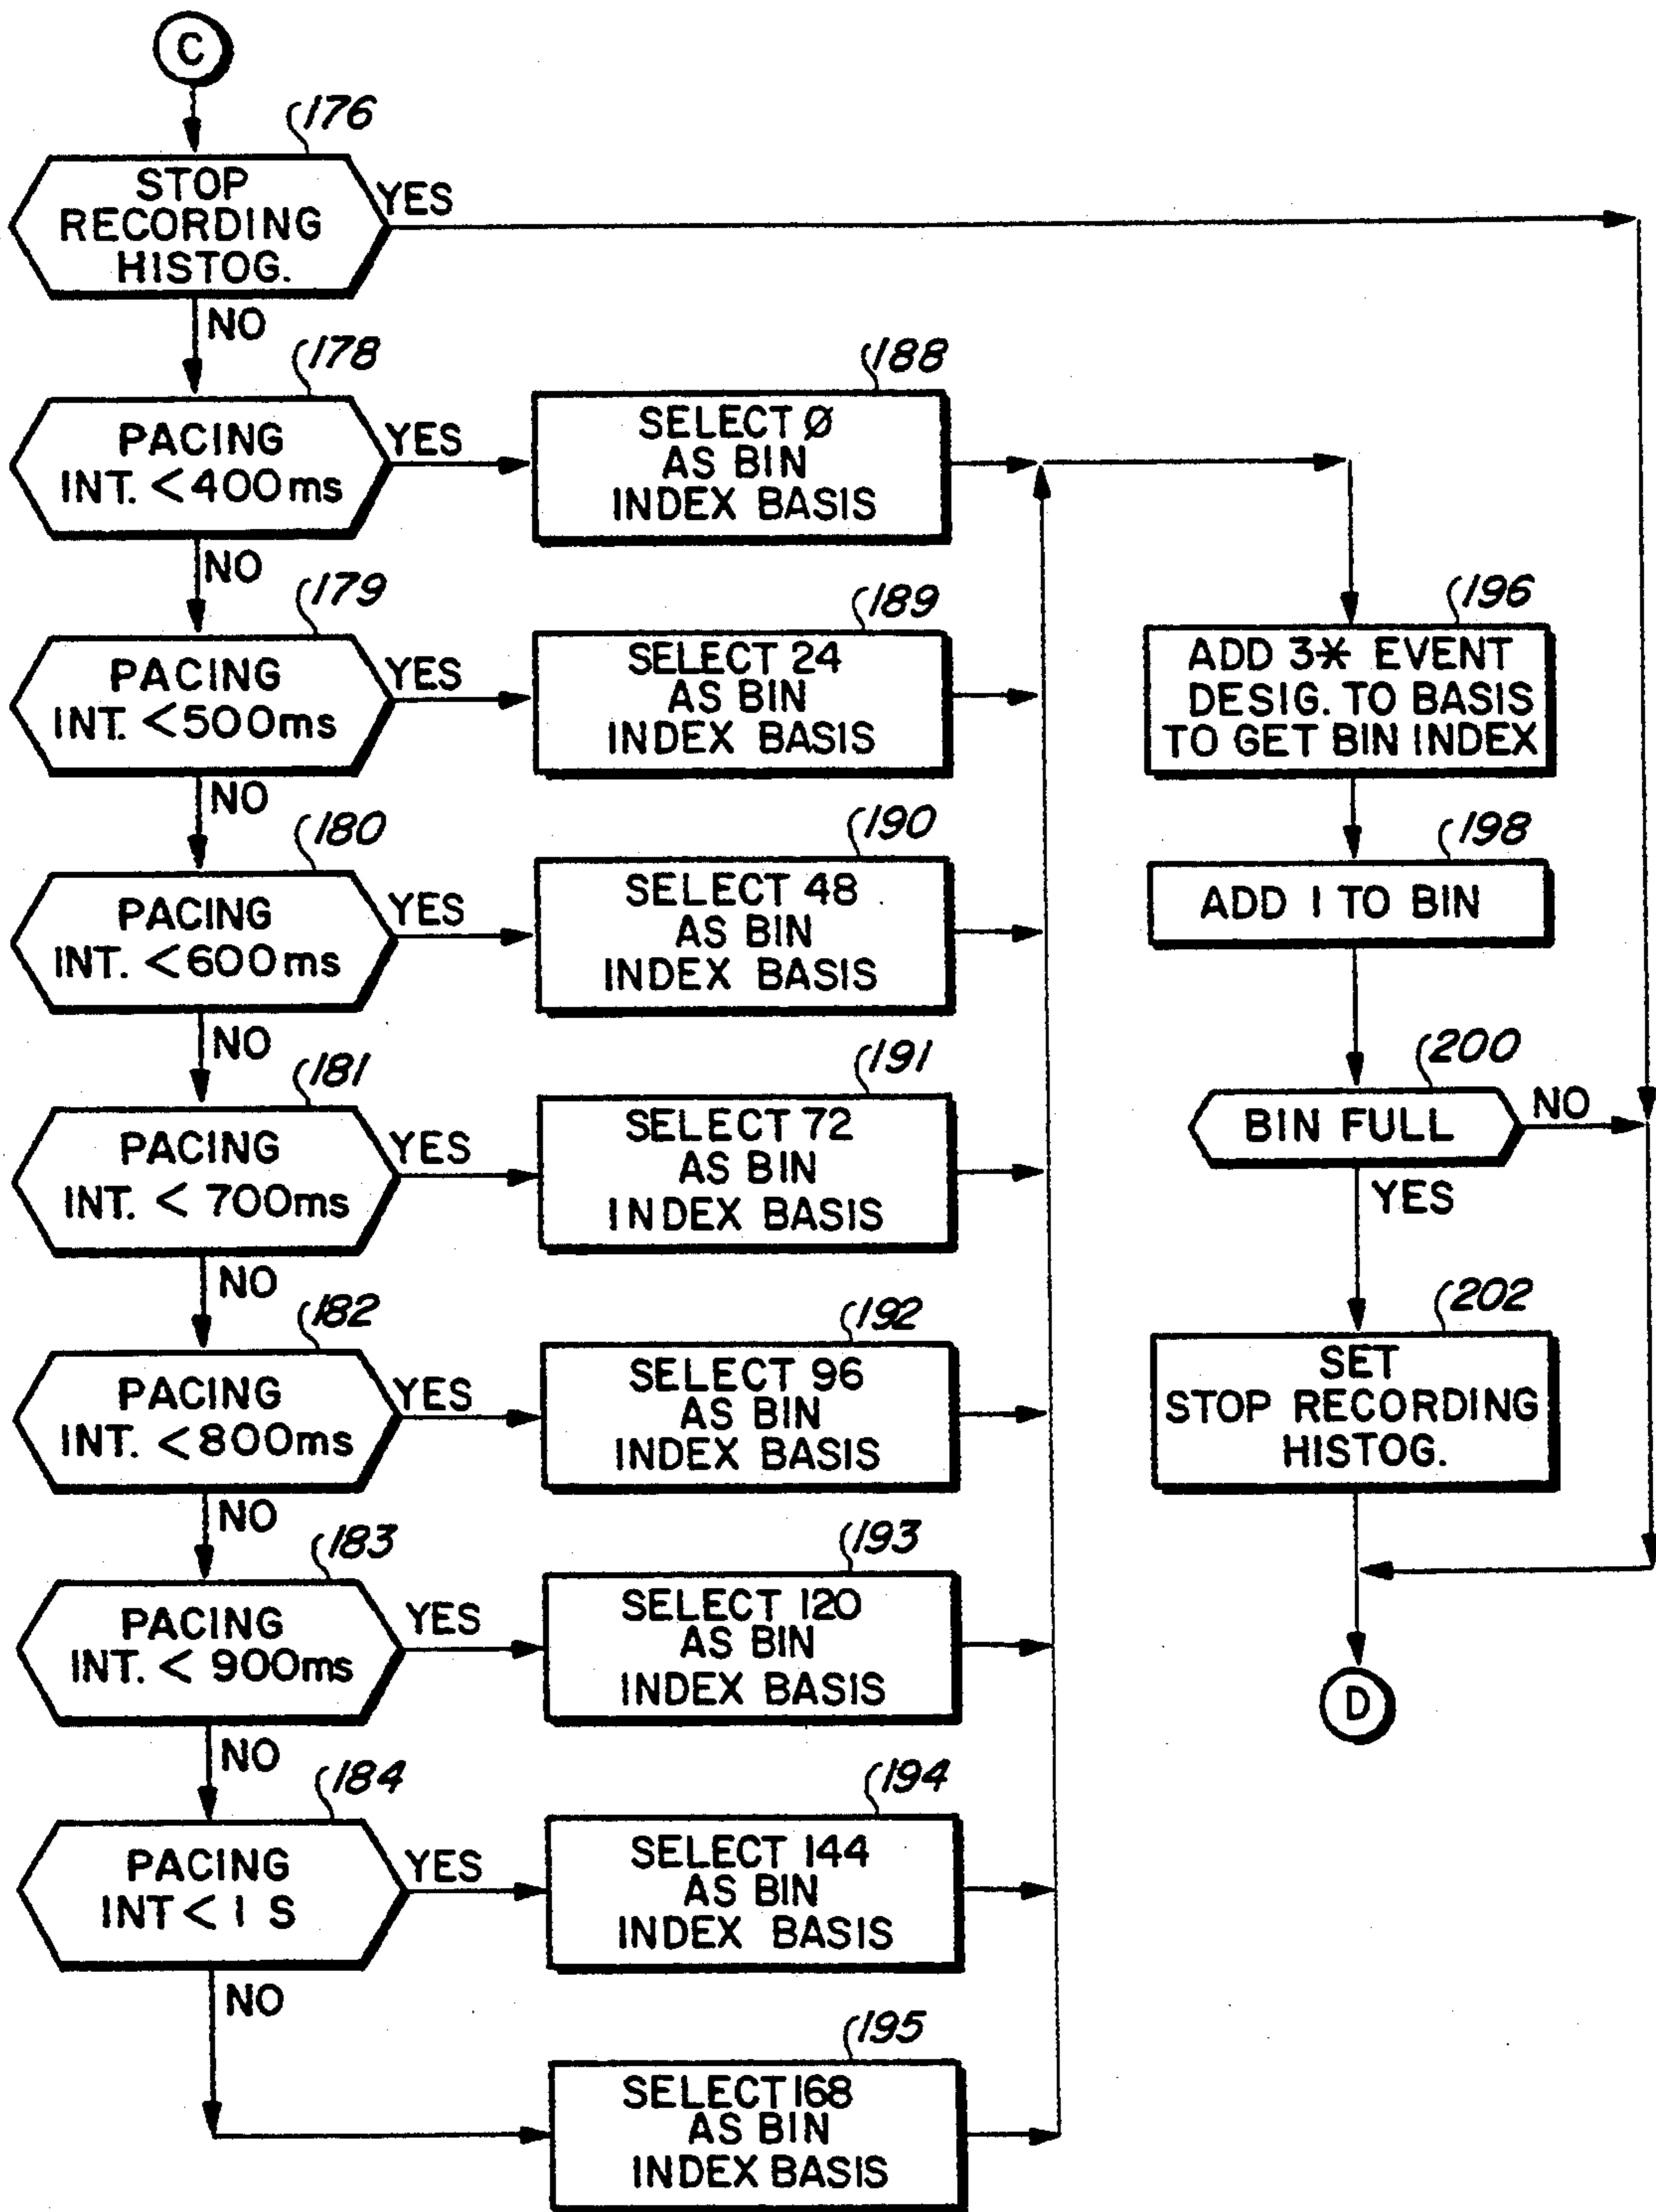 C
176
STOP
RECORDING
HISTOG.
YES
NO
178
PACING
INT. <400ms
YES
NO
188
SELECT Ø
AS BIN
INDEX BASIS
179
PACING
INT. <500ms
YES
NO
189
SELECT 24
AS BIN
INDEX BASIS
180
PACING
INT. <600ms
YES
NO
190
SELECT 48
AS BIN
INDEX BASIS
181
PACING
INT. < 700ms
YES
NO
191
SELECT 72
AS BIN
INDEX BASIS
182
PACING
INT. <800ms
YES
NO
192
SELECT 96
AS BIN
INDEX BASIS
183
PACING
INT. < 900ms
YES
NO
193
SELECT 120
AS BIN
INDEX BASIS
184
PACING
INT < 1 S
YES
NO
194
SELECT 144
AS BIN
INDEX BASIS
195
SELECT 168
AS BIN
INDEX BASIS
196
ADD 3* EVENT
DESIG. TO BASIS
TO GET BIN INDEX
198
ADD 1 TO BIN
200
BIN FULL
NO
YES
202
SET
STOP RECORDING
HISTOG.
D